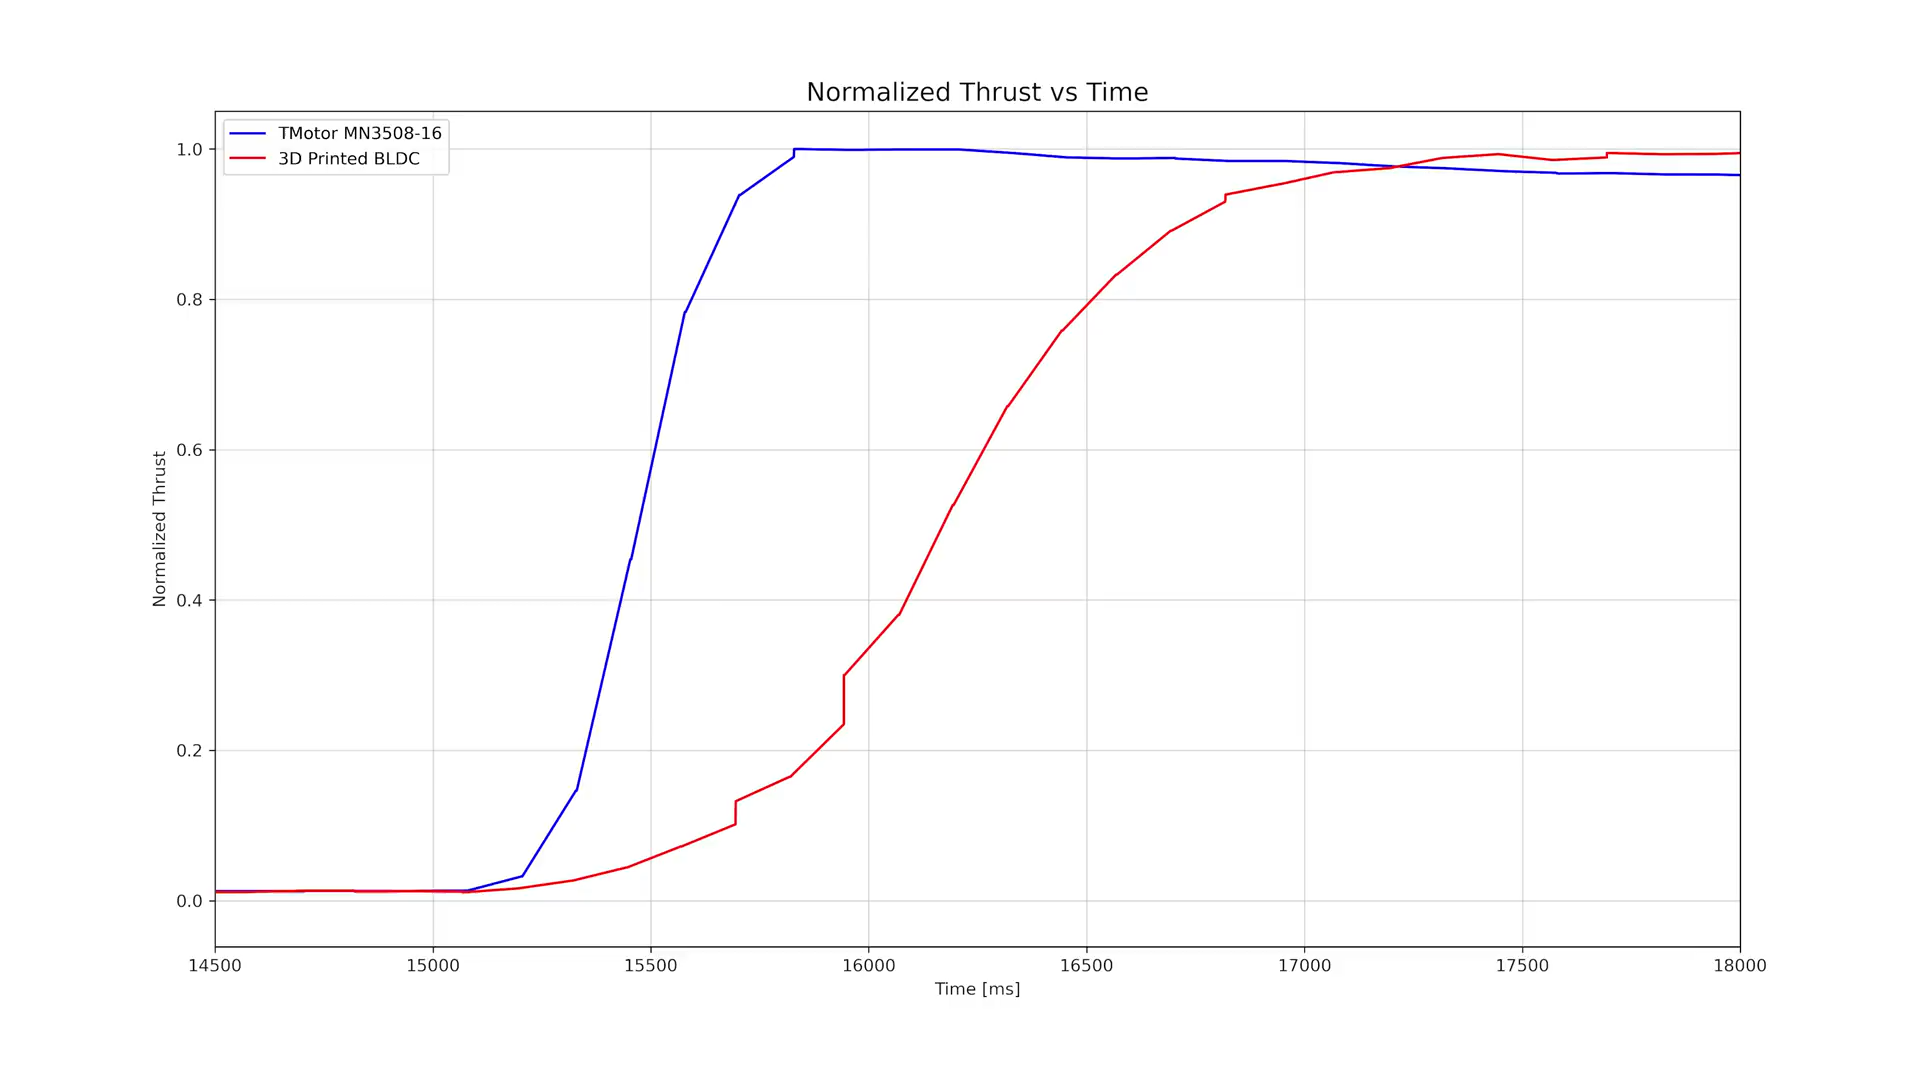 Normalized Thrust vs Time
TMotor MN3508-16
3D Printed BLDC
1.0
0.8
0.6
0.4
0.2
0.0
Normalized Thrust
14500 15000 15500 16000 16500 17000 17500 18000
Time [ms]